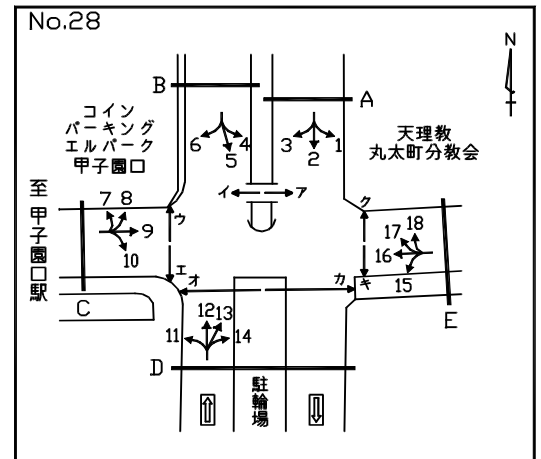 No.28
N
B
A
コイン
パーキング
エルパーク
甲子園口
天理教
丸太町分教会
6
5
4
3
2
1
至甲子園口駅
7 8
9
10
イ
ア
ウ
エ
オ
カ
キ
ク
17 18
16
15
C
E
12
13
11
14
D
駐輪場